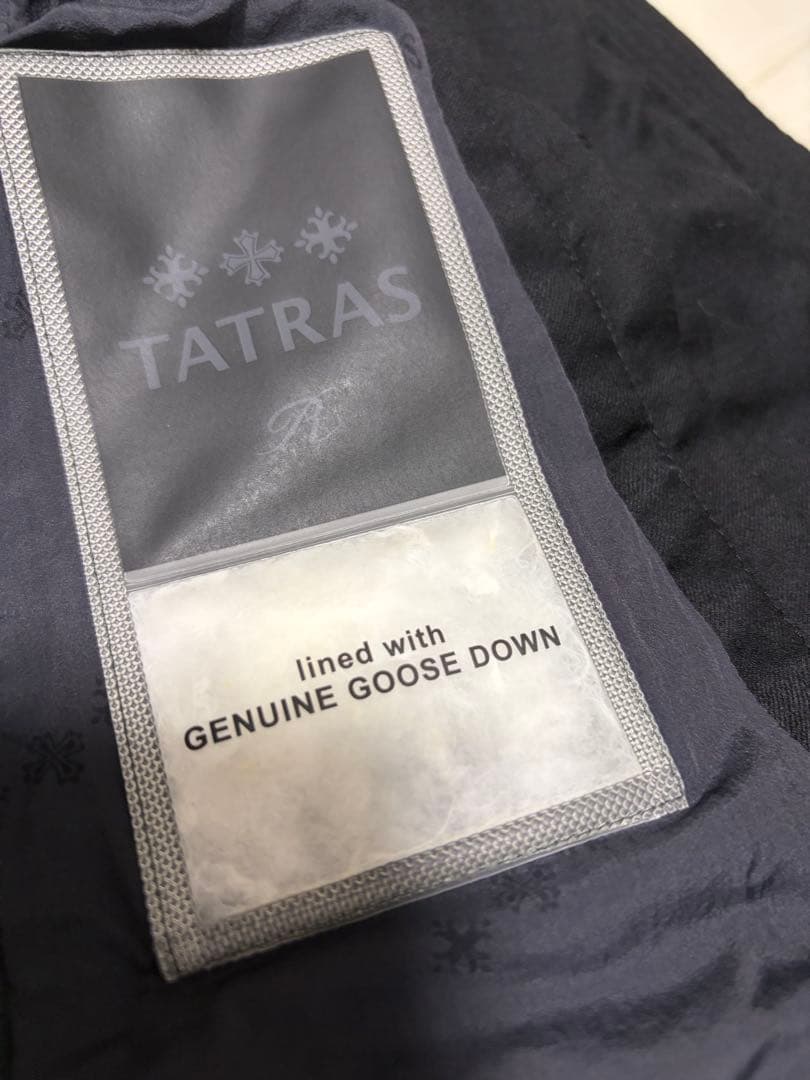 TATRAS
lined with
GENUINE GOOSE DOWN